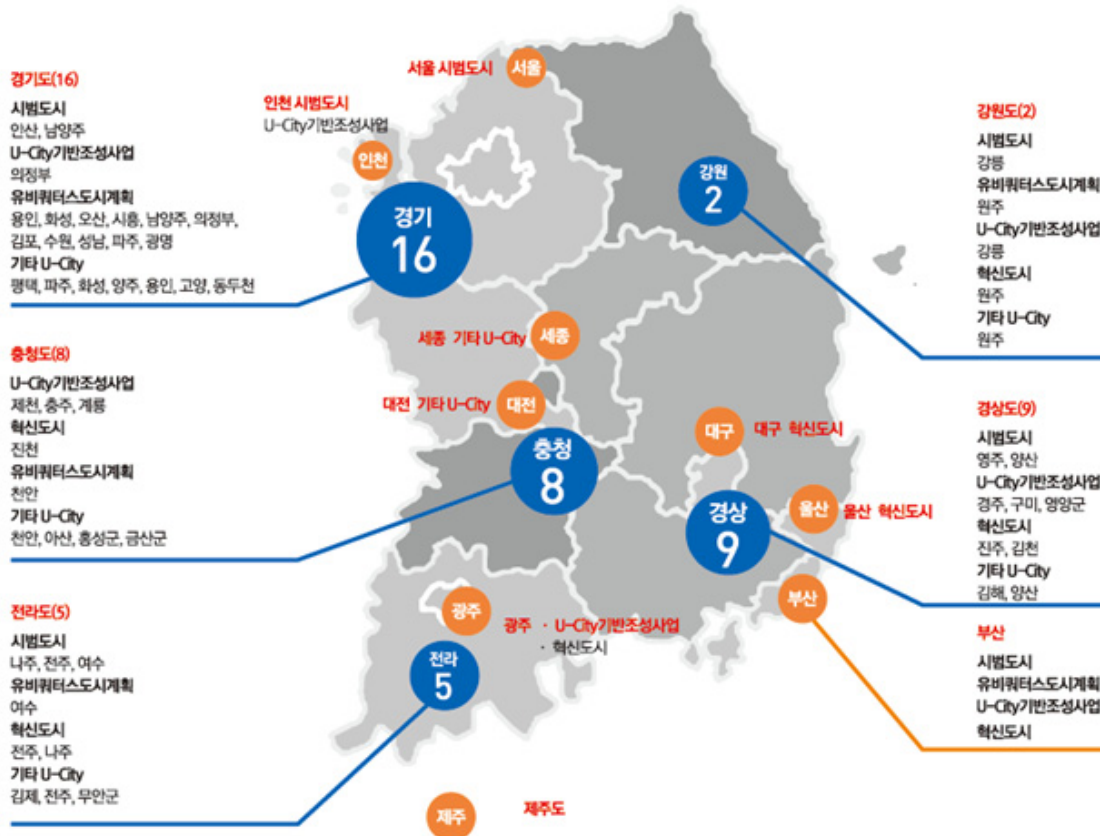 경기도(16)
시범도시
안산, 남양주
U-City기반조성사업
의정부
유비쿼터스도시계획
용인, 화성, 오산, 시흥, 남양주, 의정부,
김포, 수원, 성남, 파주, 광명
기타 U-City
평택, 파주, 화성, 양주, 용인, 고양, 동두천
충청도(8)
U-City기반조성사업
제천, 충주, 계룡
혁신도시
진천
유비쿼터스도시계획
천안
기타 U-City
천안, 아산, 홍성군, 금산군
전라도(5)
시범도시
나주, 전주, 여수
유비쿼터스도시계획
여수
혁신도시
전주, 나주
기타 U-City
김제, 전주, 무안군
서울 시범도시
서울
인천 시범도시
U-City기반조성사업
인천
경기
16
강원
2
세종 기타 U-City
세종
대전 기타 U-City
대전
충청
8
대구
대구 혁신도시
경상
9
울산
울산 혁신도시
부산
광주
광주 · U-City기반조성사업
· 혁신도시
전라
5
제주
제주도
강원도(2)
시범도시
강릉
유비쿼터스도시계획
원주
U-City기반조성사업
강릉
혁신도시
원주
기타 U-City
원주
경상도(9)
시범도시
영주, 양산
U-City기반조성사업
경주, 구미, 영양군
혁신도시
진주, 김천
기타 U-City
김해, 양산
부산
시범도시
유비쿼터스도시계획
U-City기반조성사업
혁신도시